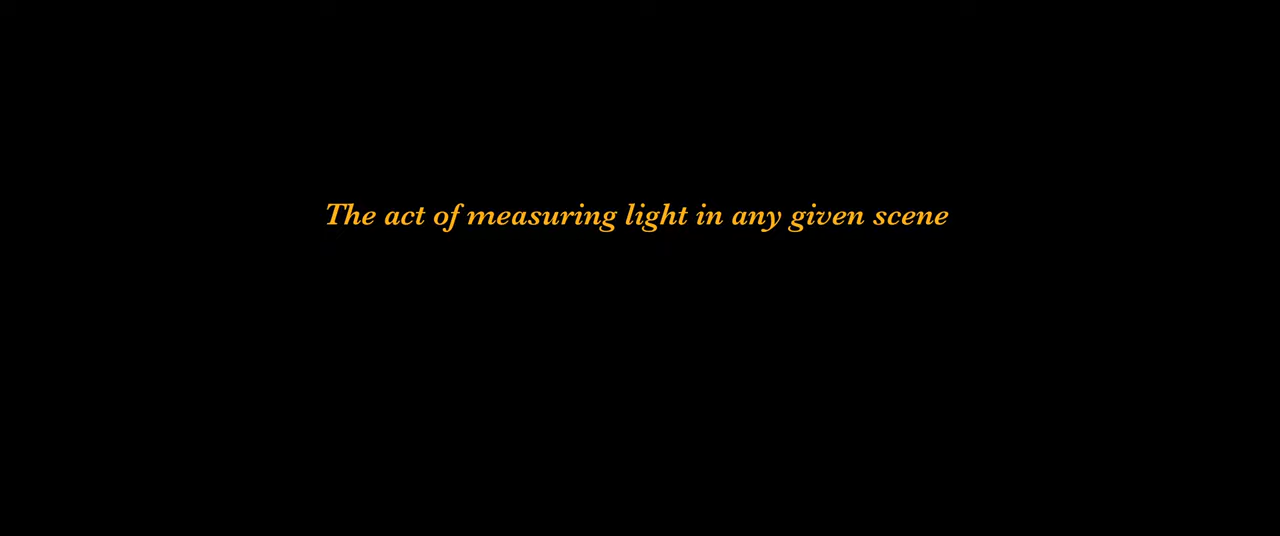 The act of measuring light in any given scene